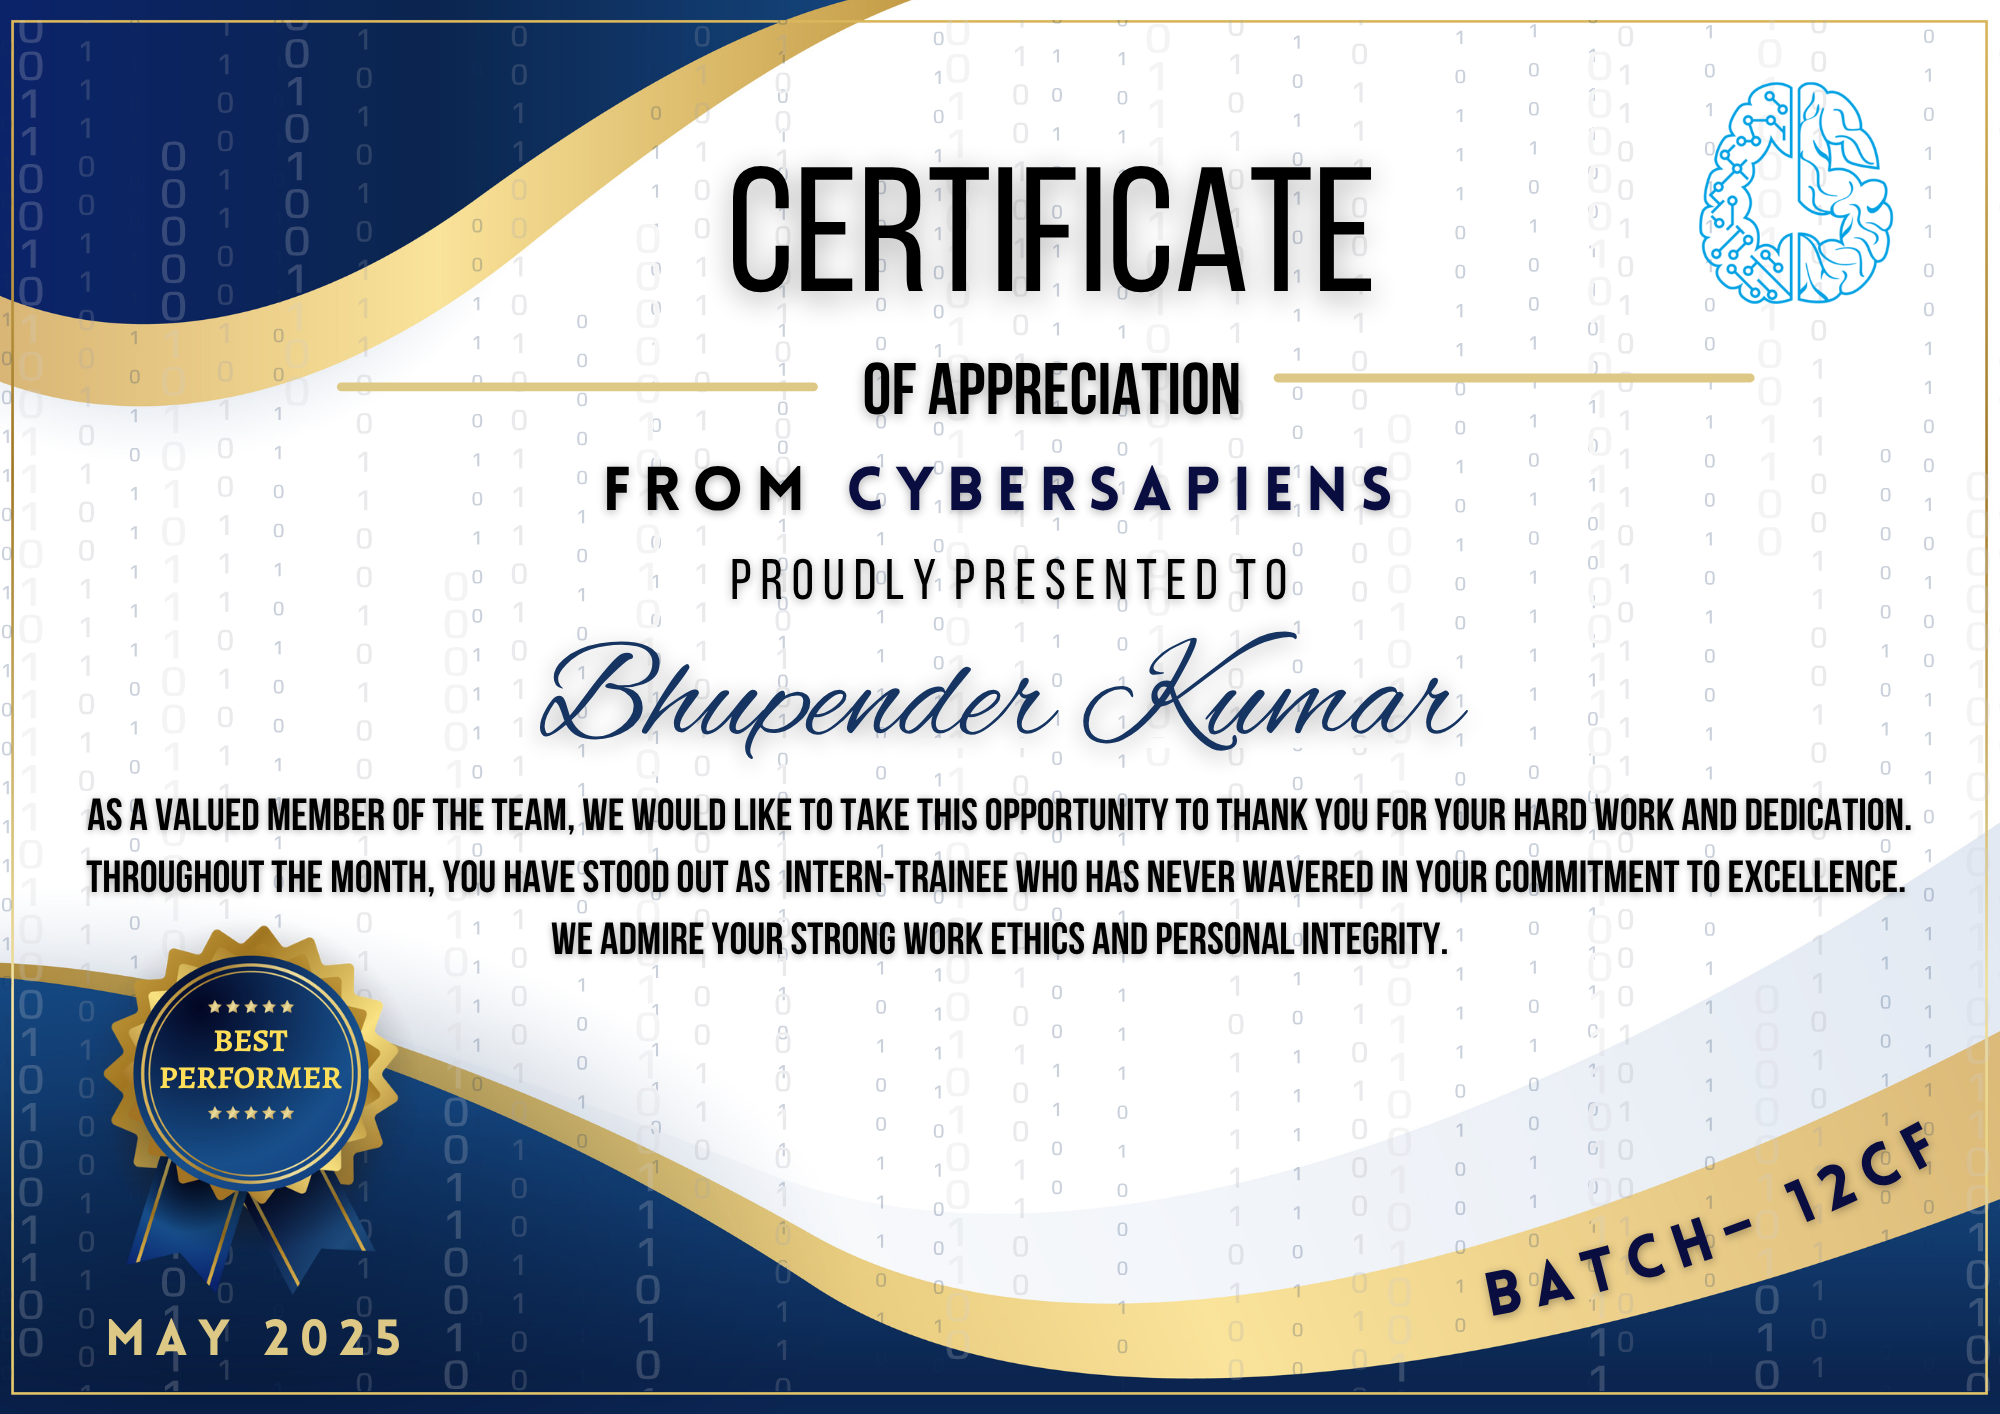 CERTIFICATE
OF APPRECIATION
FROM CYBERSAPIENS
PROUDLY PRESENTED TO
Bhupender Kumar
AS A VALUED MEMBER OF THE TEAM, WE WOULD LIKE TO TAKE THIS OPPORTUNITY TO THANK YOU FOR YOUR HARD WORK AND DEDICATION.
THROUGHOUT THE MONTH, YOU HAVE STOOD OUT AS INTERN-TRAINEE WHO HAS NEVER WAVERED IN YOUR COMMITMENT TO EXCELLENCE.
WE ADMIRE YOUR STRONG WORK ETHICS AND PERSONAL INTEGRITY.
BEST
PERFORMER
MAY 2025
BATCH- 12CF